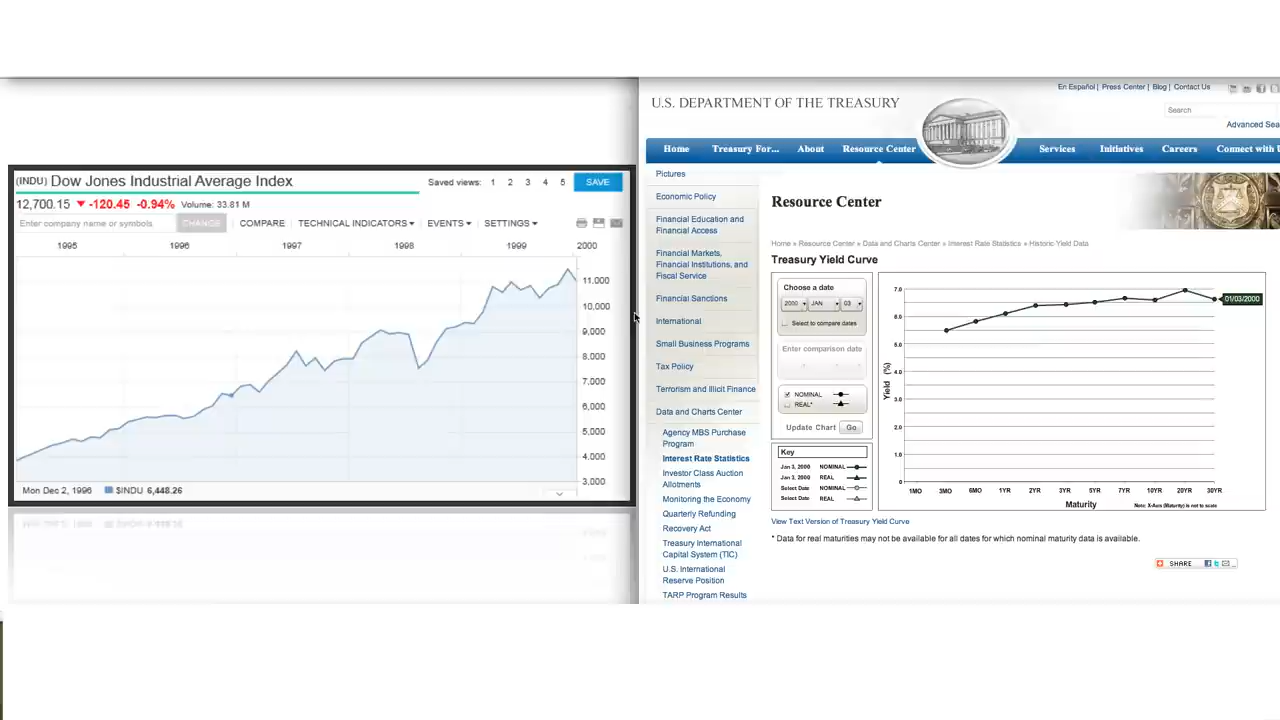 (INDU) Dow Jones Industrial Average Index
Saved views: 1 2 3 4 5 SAVE
12,700.15 ▼ -120.45 -0.94% Volume: 33.81 M
Enter company name or symbols CHANGE COMPARE TECHNICAL INDICATORS▼ EVENTS▼ SETTINGS▼
1995 1996 1997 1998 1999 2000
11,000
10,000
9,000
8,000
7,000
6,000
5,000
4,000
3,000
Mon Dec 2, 1996 $INDU 6,448.26
En Español | Press Center | Blog | Contact Us
U.S. DEPARTMENT OF THE TREASURY
Search
Advanced Sea
Home Treasury For... About Resource Center Services Initiatives Careers Connect with U
Pictures
Economic Policy
Financial Education and
Financial Access
Financial Markets,
Financial Institutions, and
Fiscal Service
Financial Sanctions
International
Small Business Programs
Tax Policy
Terrorism and Illicit Finance
Data and Charts Center
Agency MBS Purchase
Program
Interest Rate Statistics
Investor Class Auction
Allotments
Monitoring the Economy
Quarterly Refunding
Recovery Act
Treasury International
Capital System (TIC)
U.S. International
Reserve Position
TARP Program Results
Resource Center
Home » Resource Center » Data and Charts Center » Interest Rate Statistics » Historic Yield Data
Treasury Yield Curve
Choose a date
2000 JAN 03
Select to compare dates
Enter comparison date
NOMINAL
REAL*
Update Chart Go
Key
Jan 3, 2000 NOMINAL
Jan 3, 2000 REAL
Select Date NOMINAL
Select Date REAL
Yield (%)
7.0
6.0
5.0
4.0
3.0
2.0
1.0
0
01/03/2000
1MO 3MO 6MO 1YR 2YR 3YR 5YR 7YR 10YR 20YR 30YR
Maturity
Note: X-Axis (Maturity) is not to scale
View Text Version of Treasury Yield Curve
* Data for real maturities may not be available for all dates for which nominal maturity data is available.
SHARE